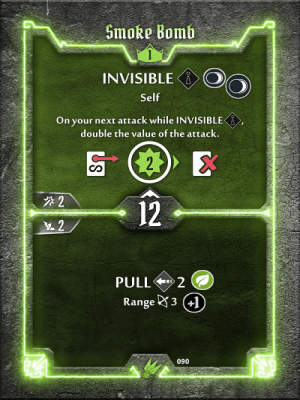 Smoke Bomb
1
INVISIBLE
Self
On your next attack while INVISIBLE,
double the value of the attack.
S 2
2
12
2
PULL 2
Range 3 +1
090